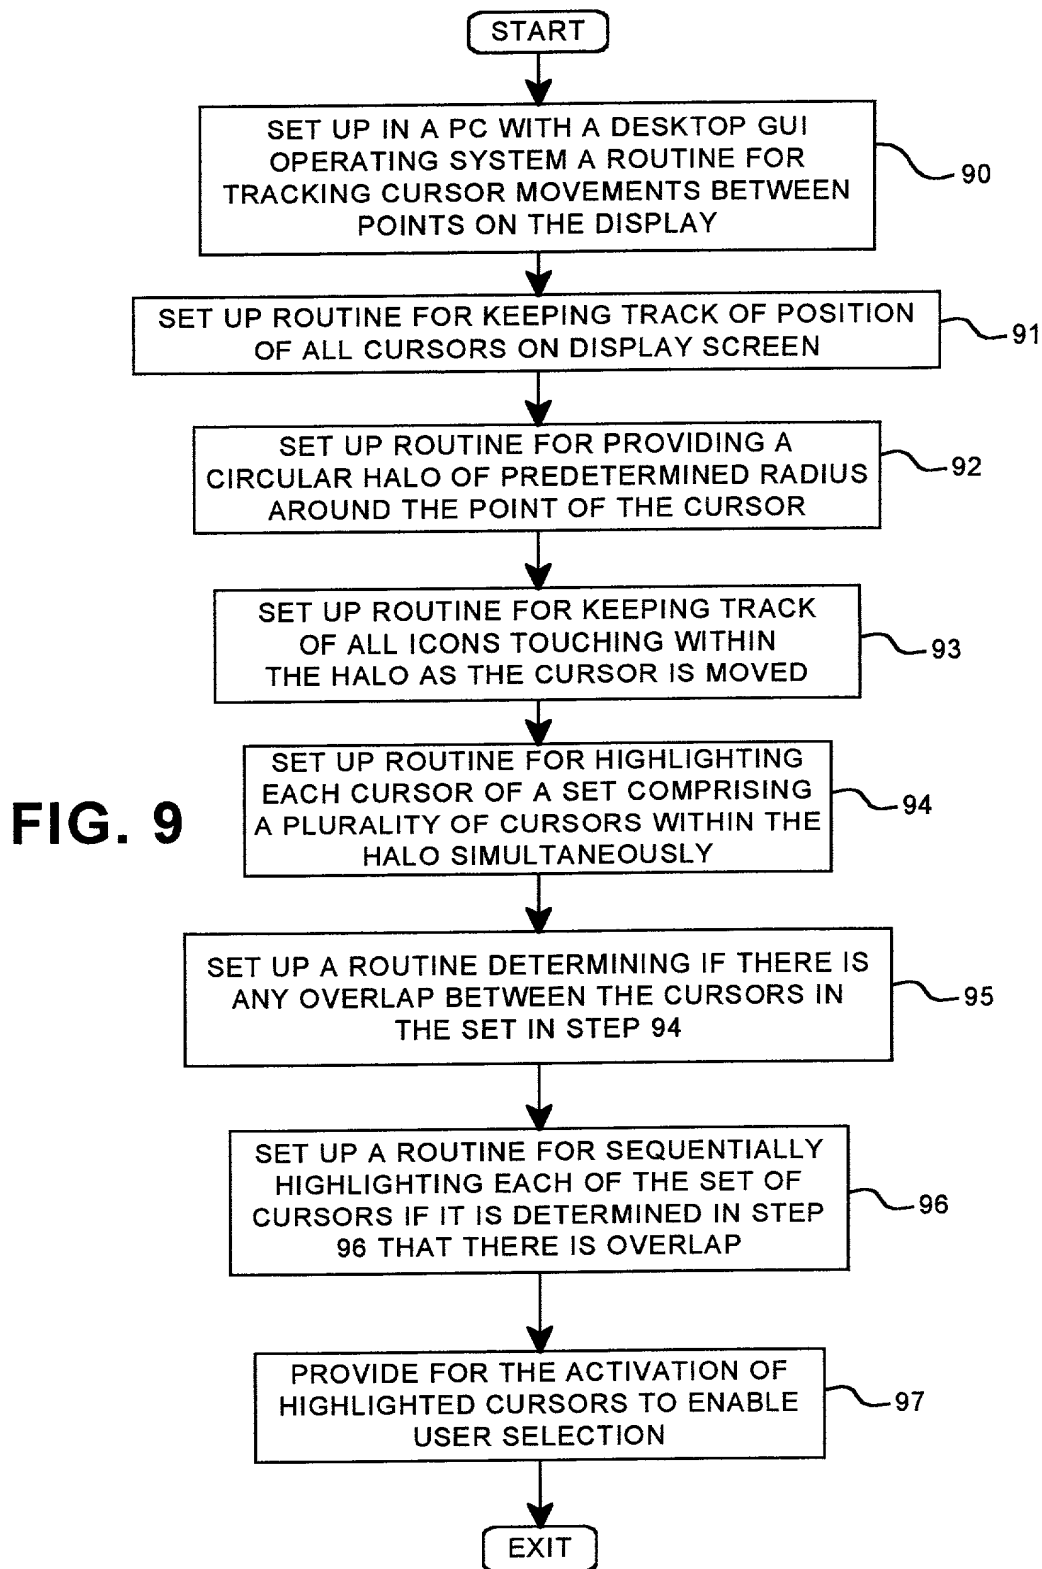 START
SET UP IN A PC WITH A DESKTOP GUI
OPERATING SYSTEM A ROUTINE FOR
TRACKING CURSOR MOVEMENTS BETWEEN
POINTS ON THE DISPLAY
90
SET UP ROUTINE FOR KEEPING TRACK OF POSITION
OF ALL CURSORS ON DISPLAY SCREEN
91
SET UP ROUTINE FOR PROVIDING A
CIRCULAR HALO OF PREDETERMINED RADIUS
AROUND THE POINT OF THE CURSOR
92
SET UP ROUTINE FOR KEEPING TRACK
OF ALL ICONS TOUCHING WITHIN
THE HALO AS THE CURSOR IS MOVED
93
SET UP ROUTINE FOR HIGHLIGHTING
EACH CURSOR OF A SET COMPRISING
A PLURALITY OF CURSORS WITHIN THE
HALO SIMULTANEOUSLY
94
FIG. 9
SET UP A ROUTINE DETERMINING IF THERE IS
ANY OVERLAP BETWEEN THE CURSORS IN
THE SET IN STEP 94
95
SET UP A ROUTINE FOR SEQUENTIALLY
HIGHLIGHTING EACH OF THE SET OF
CURSORS IF IT IS DETERMINED IN STEP
96 THAT THERE IS OVERLAP
96
PROVIDE FOR THE ACTIVATION OF
HIGHLIGHTED CURSORS TO ENABLE
USER SELECTION
97
EXIT